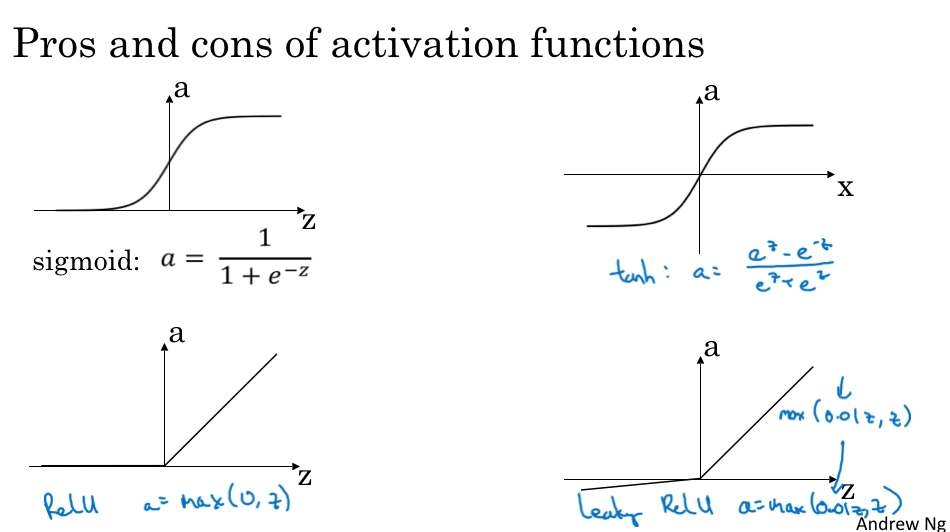 Pros and cons of activation functions
a
z
sigmoid: a = 1 / (1 + e^{-z})
a
x
tanh: a = (e^z - e^{-z}) / (e^z + e^z)
a
z
ReLU a = max(0, z)
a
↓
max(0.01z, z)
z
Leaky ReLU a = max(0.01z, z)
Andrew Ng